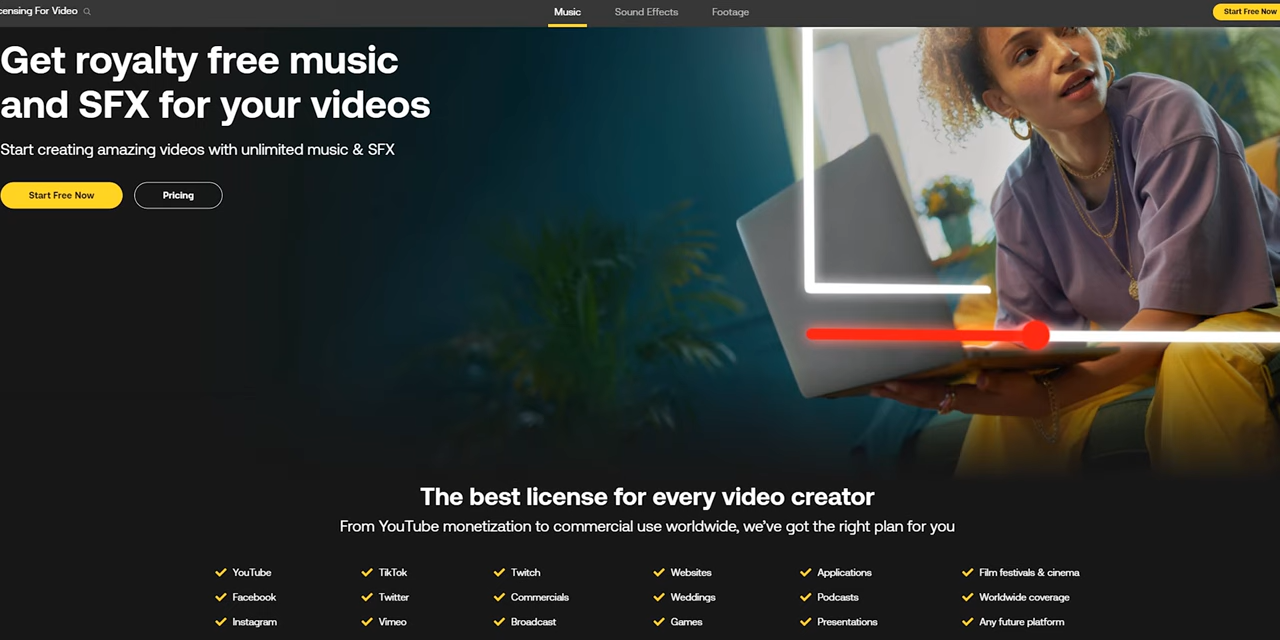 censing For Video
Music
Sound Effects
Footage
Start Free Now
Get royalty free music
and SFX for your videos
Start creating amazing videos with unlimited music & SFX
Start Free Now
Pricing
The best license for every video creator
From YouTube monetization to commercial use worldwide, we've got the right plan for you
YouTube
TikTok
Twitch
Websites
Applications
Film festivals & cinema
Facebook
Twitter
Commercials
Weddings
Podcasts
Worldwide coverage
Instagram
Vimeo
Broadcast
Games
Presentations
Any future platform